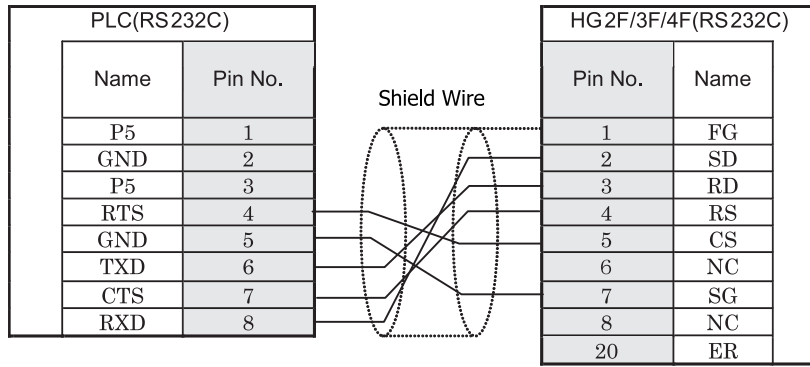 PLC(RS232C) HG2F/3F/4F(RS232C)
Name Pin No. Pin No. Name
Shield Wire
P5 1 1 FG
GND 2 2 SD
P5 3 3 RD
RTS 4 4 RS
GND 5 5 CS
TXD 6 6 NC
CTS 7 7 SG
RXD 8 8 NC
20 ER